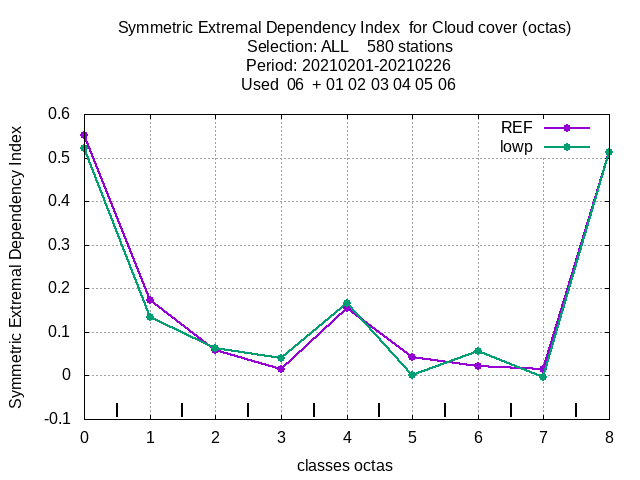 Symmetric Extremal Dependency Index  for Cloud cover (octas)
Selection: ALL    580 stations
Period: 20210201-20210226
Used  06  + 01 02 03 04 05 06
REF
lowp
Symmetric Extremal Dependency Index
0.6
0.5
0.4
0.3
0.2
0.1
0
-0.1
0 1 2 3 4 5 6 7 8
classes octas